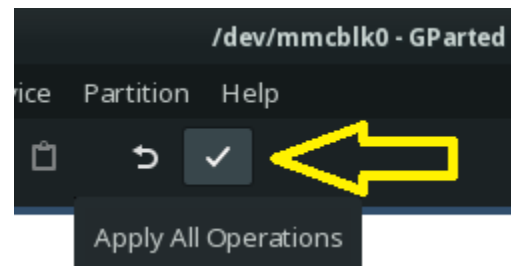 /dev/mmcblk0 - GParted
vice Partition Help
Apply All Operations